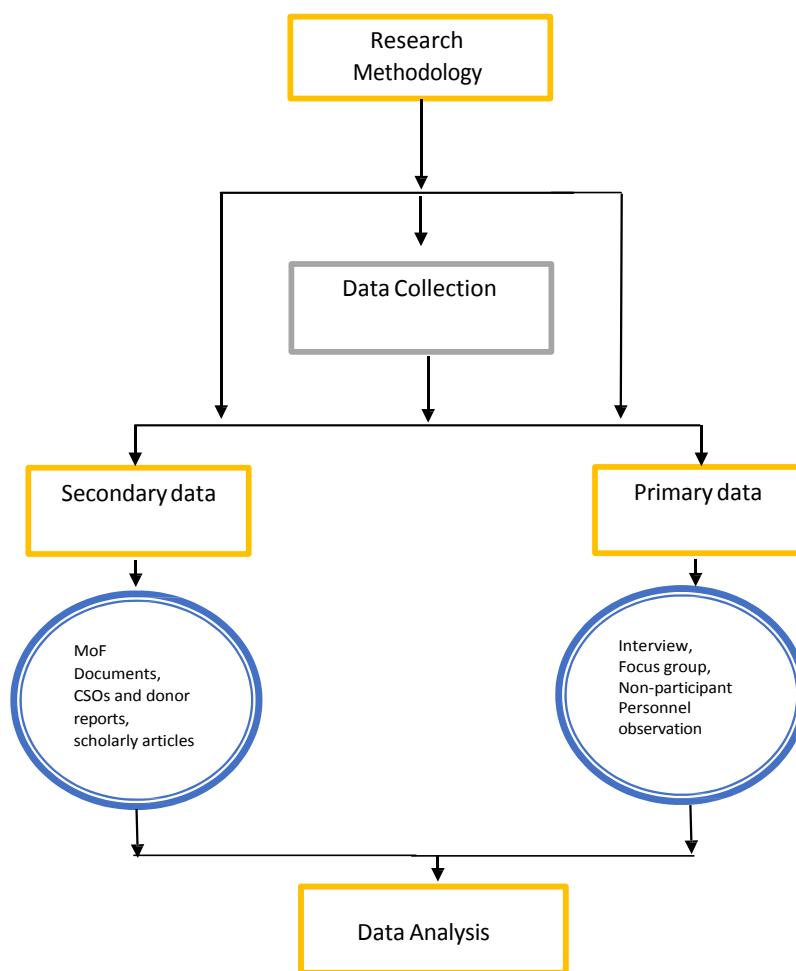 Research
Methodology
Data Collection
Secondary data
Primary data
MoF
Documents,
CSOs and donor
reports,
scholarly articles
Interview,
Focus group,
Non-participant
Personnel
observation
Data Analysis